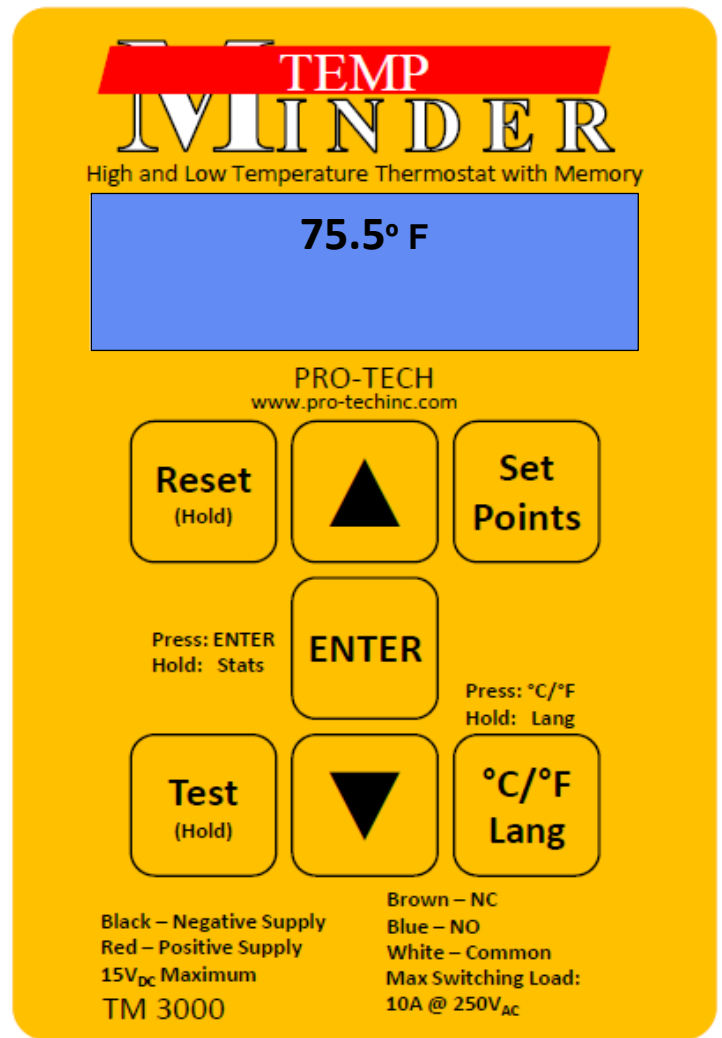 TEMP
MINDER
High and Low Temperature Thermostat with Memory
75.5º F
PRO-TECH
www.pro-techinc.com
Reset
(Hold)
Set
Points
Press: ENTER
Hold: Stats
ENTER
Press: °C/°F
Hold: Lang
Test
(Hold)
°C/°F
Lang
Black – Negative Supply
Red – Positive Supply
15VDC Maximum
TM 3000
Brown – NC
Blue – NO
White – Common
Max Switching Load:
10A @ 250VAC